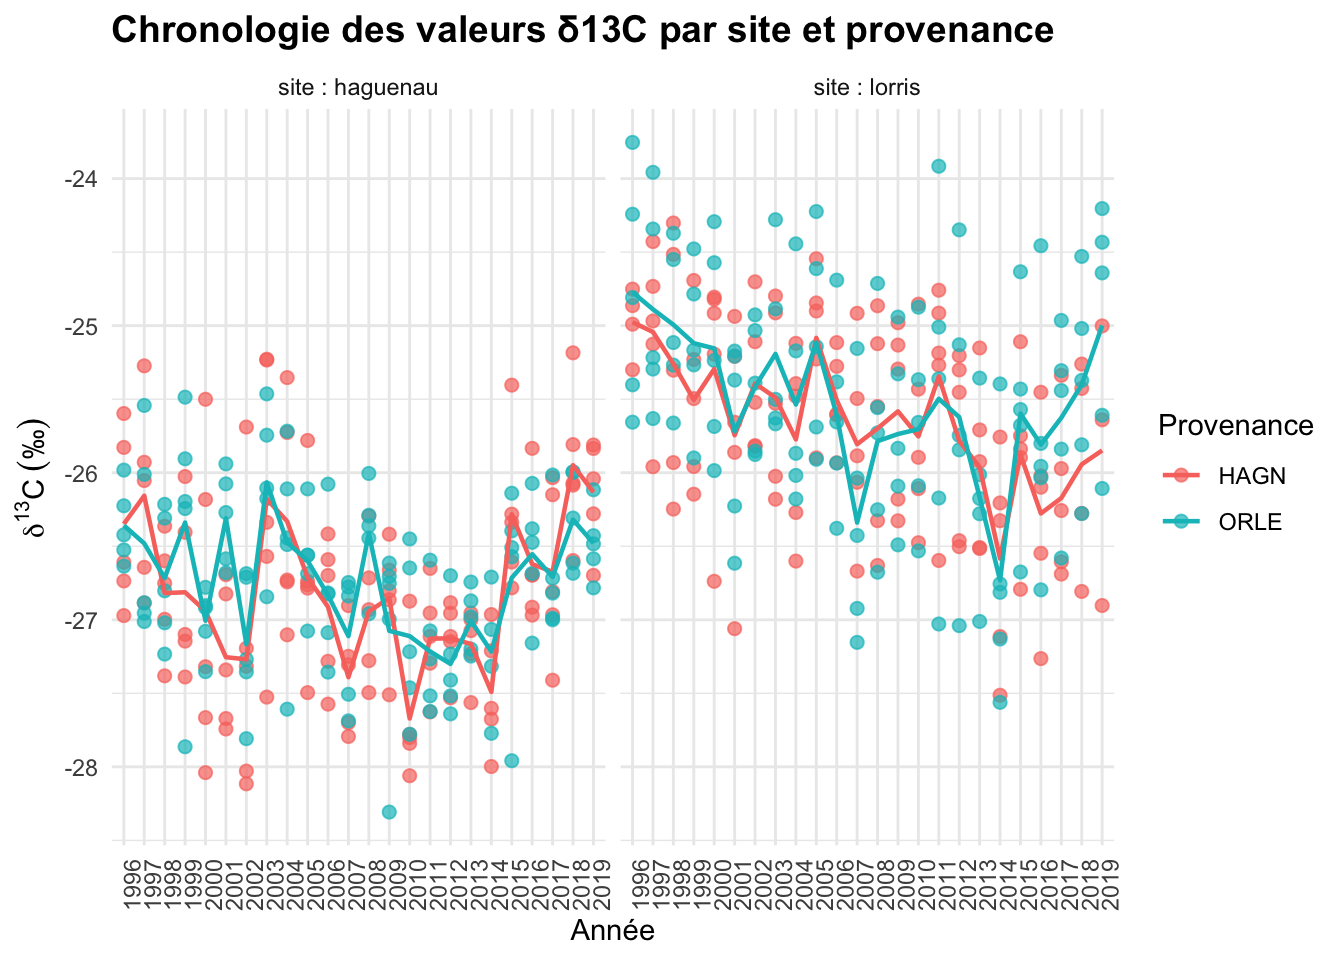 Chronologie des valeurs δ13C par site et provenance
site : haguenau
site : lorris
-24
-25
-26
-27
-28
δ13C (‰)
1996 1997 1998 1999 2000 2001 2002 2003 2004 2005 2006 2007 2008 2009 2010 2011 2012 2013 2014 2015 2016 2017 2018 2019
1996 1997 1998 1999 2000 2001 2002 2003 2004 2005 2006 2007 2008 2009 2010 2011 2012 2013 2014 2015 2016 2017 2018 2019
Année
Provenance
HAGN
ORLE